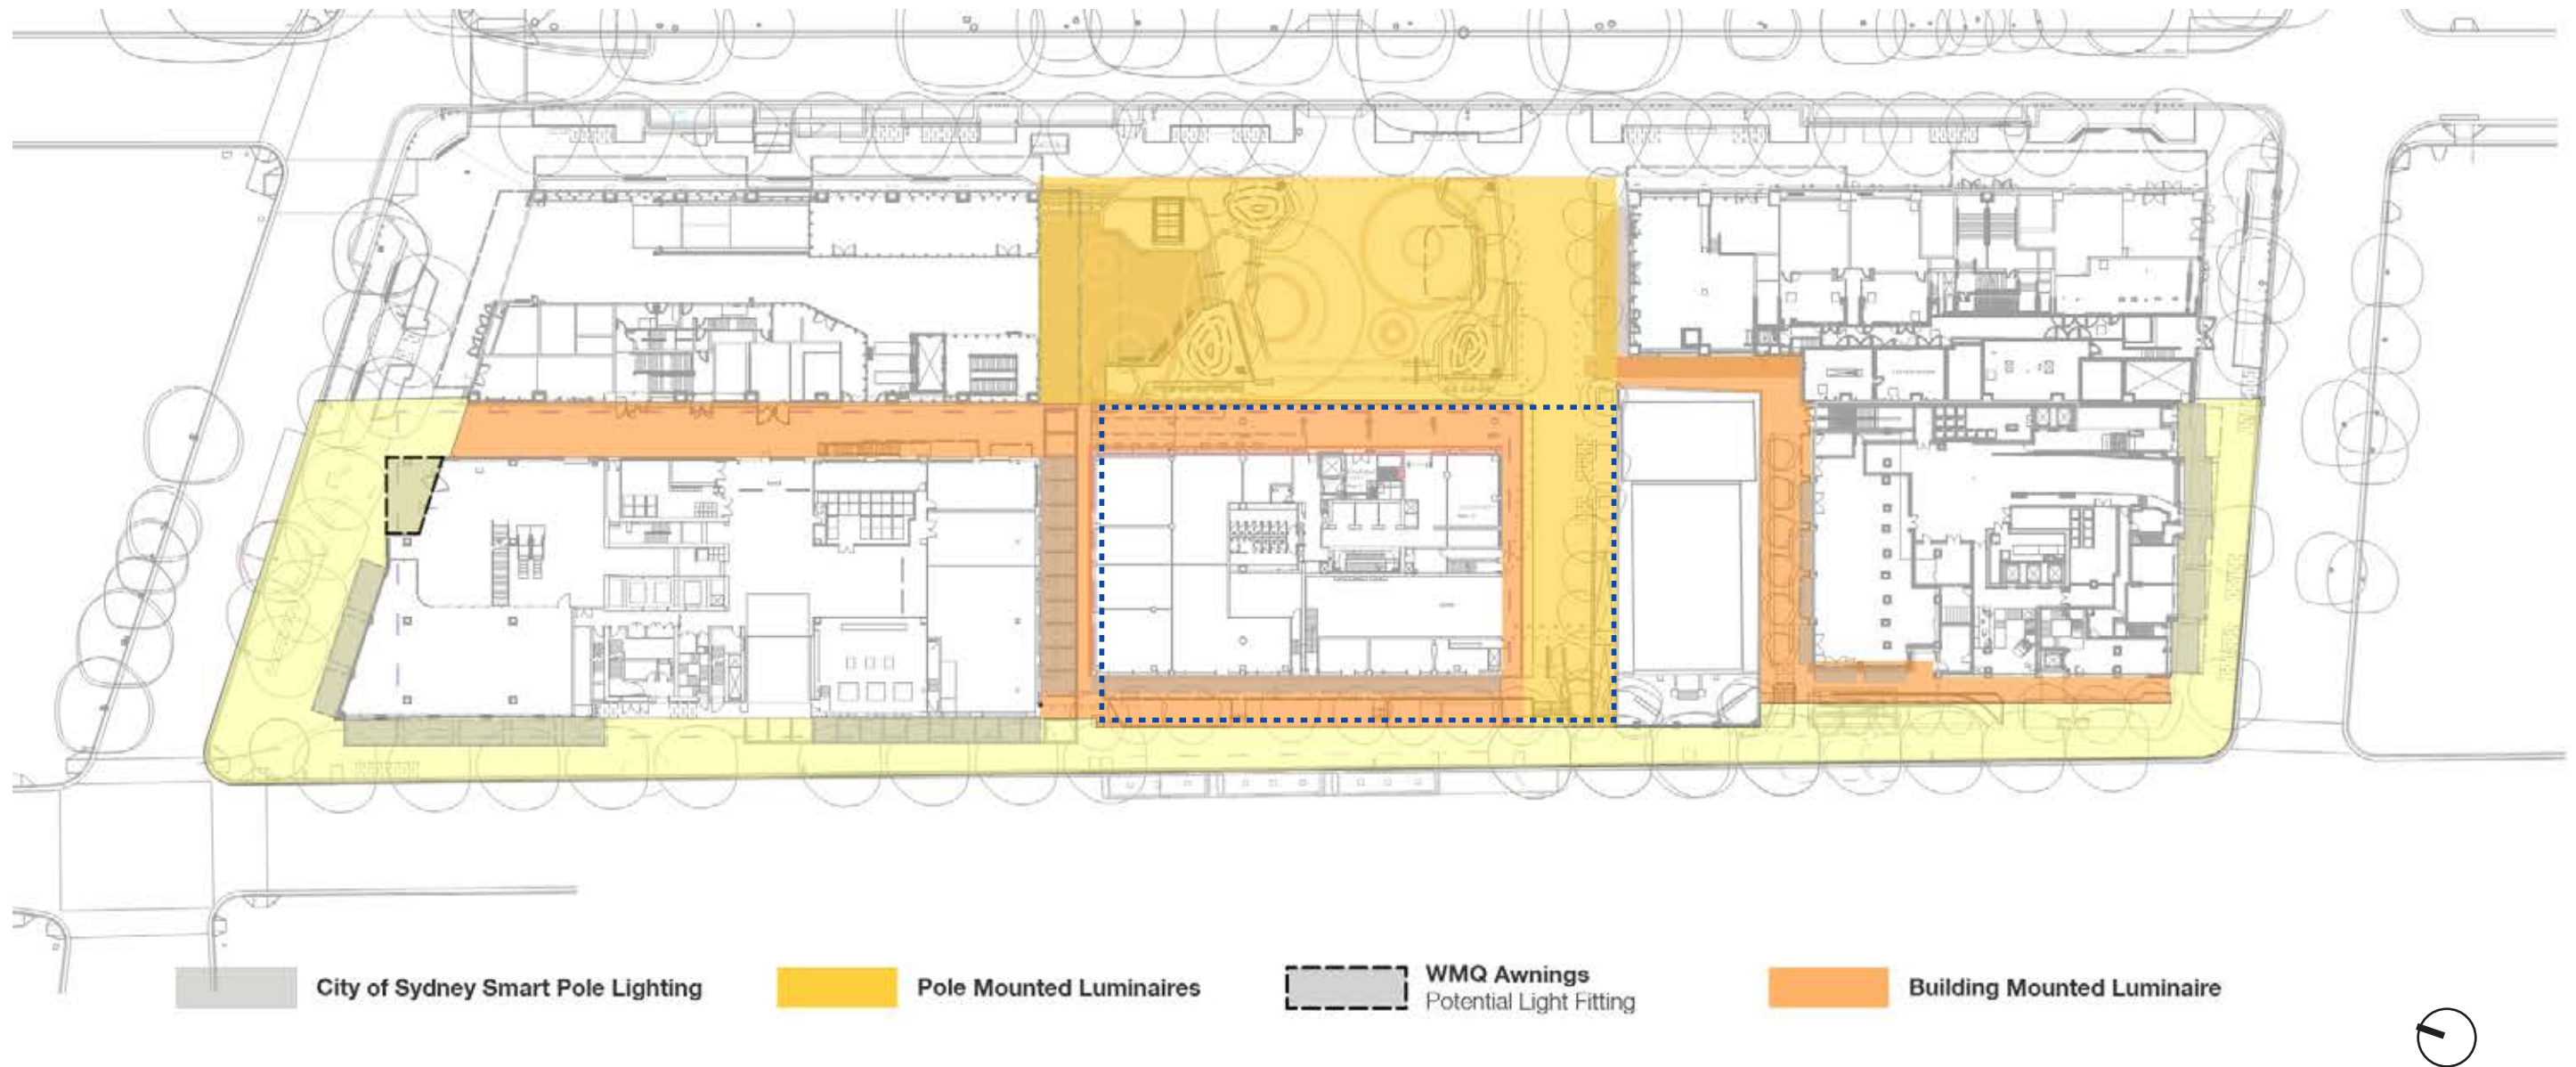 City of Sydney Smart Pole Lighting
Pole Mounted Luminaires
WMQ Awnings
Potential Light Fitting
Building Mounted Luminaire